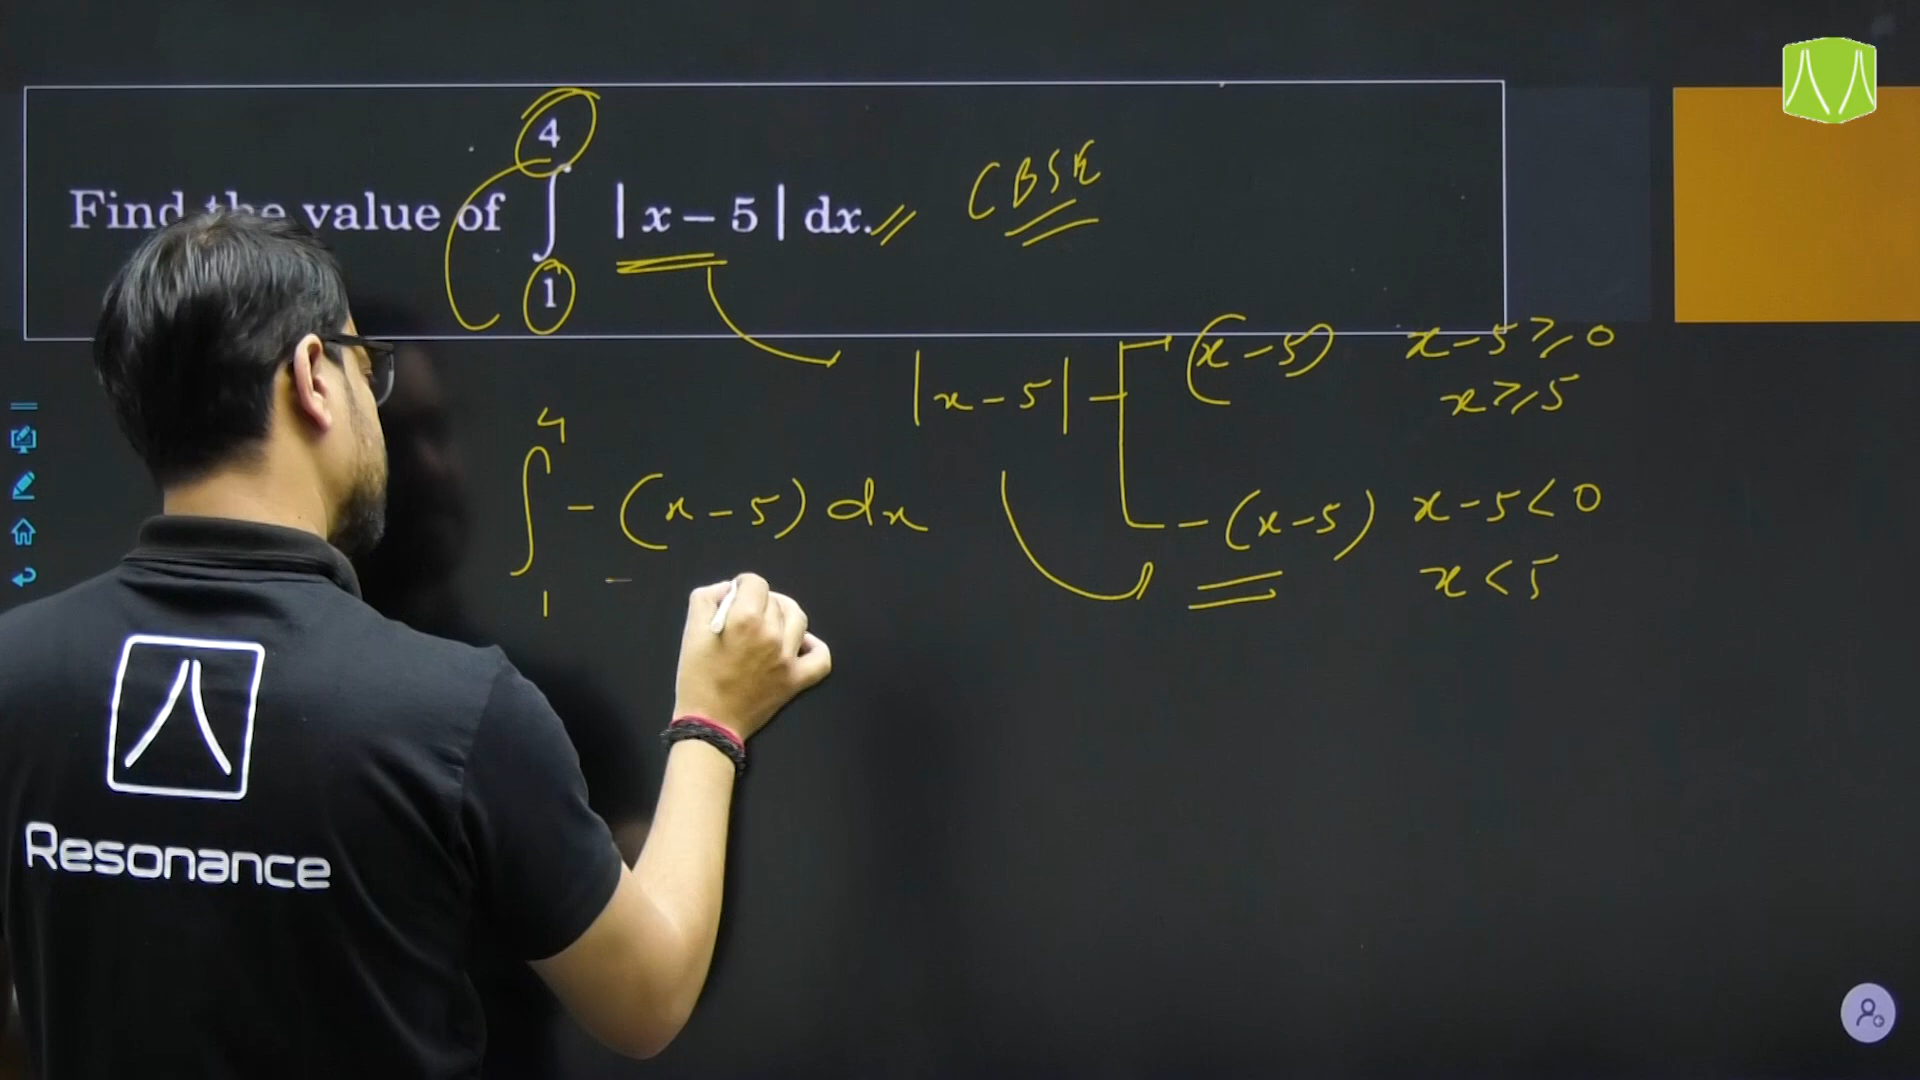 Find the value of ∫₁⁴ |x – 5| dx.
CBSE
|x – 5|
(x – 5) x – 5 ≥ 0
x ≥ 5
– (x – 5) x – 5 < 0
x < 5
∫₁⁴ – (x – 5) dx
–
Resonance